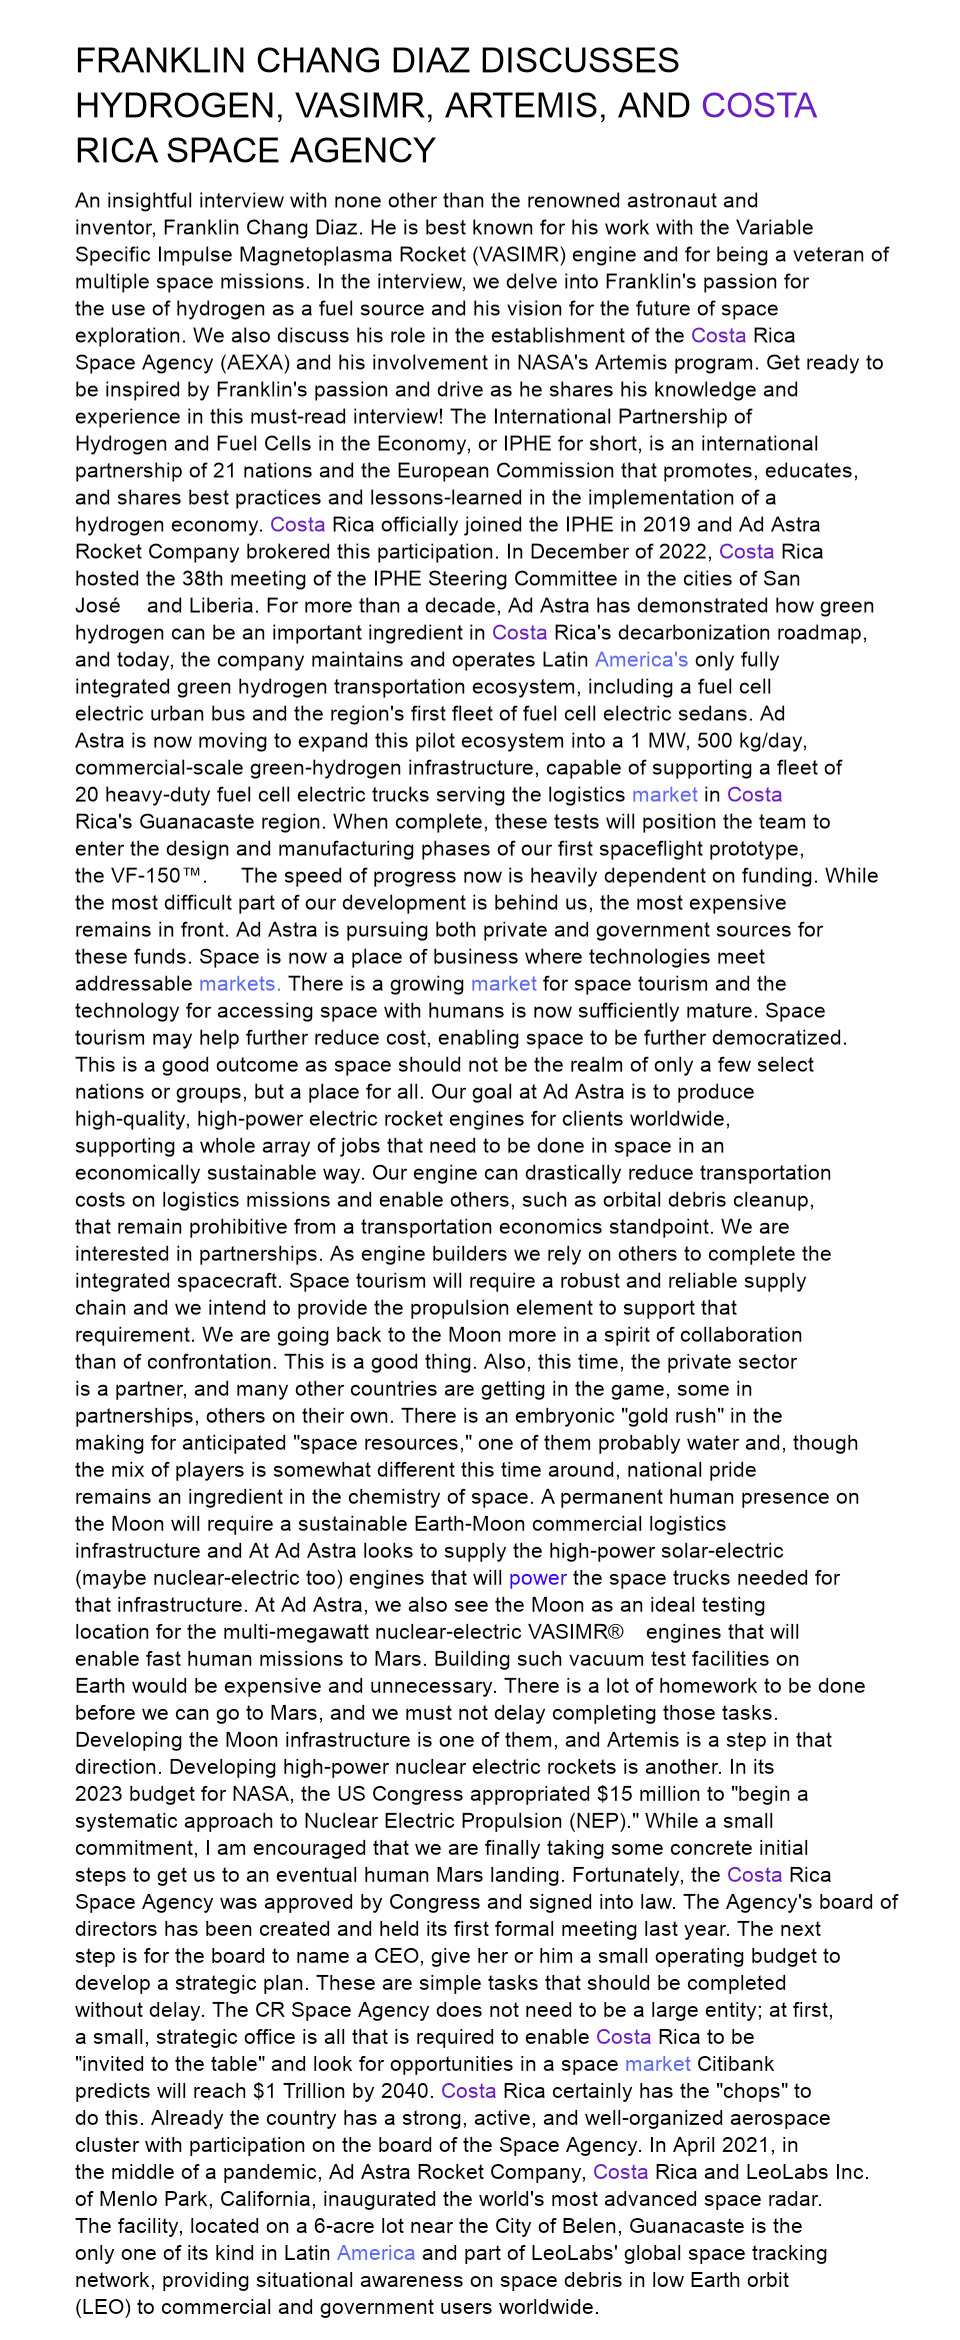 FRANKLIN CHANG DIAZ DISCUSSES
HYDROGEN, VASIMR, ARTEMIS, AND COSTA
RICA SPACE AGENCY
An insightful interview with none other than the renowned astronaut and
inventor, Franklin Chang Diaz. He is best known for his work with the Variable
Specific Impulse Magnetoplasma Rocket (VASIMR) engine and for being a veteran of
multiple space missions. In the interview, we delve into Franklin's passion for
the use of hydrogen as a fuel source and his vision for the future of space
exploration. We also discuss his role in the establishment of the Costa Rica
Space Agency (AEXA) and his involvement in NASA's Artemis program. Get ready to
be inspired by Franklin's passion and drive as he shares his knowledge and
experience in this must-read interview! The International Partnership of
Hydrogen and Fuel Cells in the Economy, or IPHE for short, is an international
partnership of 21 nations and the European Commission that promotes, educates,
and shares best practices and lessons-learned in the implementation of a
hydrogen economy. Costa Rica officially joined the IPHE in 2019 and Ad Astra
Rocket Company brokered this participation. In December of 2022, Costa Rica
hosted the 38th meeting of the IPHE Steering Committee in the cities of San
José and Liberia. For more than a decade, Ad Astra has demonstrated how green
hydrogen can be an important ingredient in Costa Rica's decarbonization roadmap,
and today, the company maintains and operates Latin America's only fully
integrated green hydrogen transportation ecosystem, including a fuel cell
electric urban bus and the region's first fleet of fuel cell electric sedans. Ad
Astra is now moving to expand this pilot ecosystem into a 1 MW, 500 kg/day,
commercial-scale green-hydrogen infrastructure, capable of supporting a fleet of
20 heavy-duty fuel cell electric trucks serving the logistics market in Costa
Rica's Guanacaste region. When complete, these tests will position the team to
enter the design and manufacturing phases of our first spaceflight prototype,
the VF-150™. The speed of progress now is heavily dependent on funding. While
the most difficult part of our development is behind us, the most expensive
remains in front. Ad Astra is pursuing both private and government sources for
these funds. Space is now a place of business where technologies meet
addressable markets. There is a growing market for space tourism and the
technology for accessing space with humans is now sufficiently mature. Space
tourism may help further reduce cost, enabling space to be further democratized.
This is a good outcome as space should not be the realm of only a few select
nations or groups, but a place for all. Our goal at Ad Astra is to produce
high-quality, high-power electric rocket engines for clients worldwide,
supporting a whole array of jobs that need to be done in space in an
economically sustainable way. Our engine can drastically reduce transportation
costs on logistics missions and enable others, such as orbital debris cleanup,
that remain prohibitive from a transportation economics standpoint. We are
interested in partnerships. As engine builders we rely on others to complete the
integrated spacecraft. Space tourism will require a robust and reliable supply
chain and we intend to provide the propulsion element to support that
requirement. We are going back to the Moon more in a spirit of collaboration
than of confrontation. This is a good thing. Also, this time, the private sector
is a partner, and many other countries are getting in the game, some in
partnerships, others on their own. There is an embryonic "gold rush" in the
making for anticipated "space resources," one of them probably water and, though
the mix of players is somewhat different this time around, national pride
remains an ingredient in the chemistry of space. A permanent human presence on
the Moon will require a sustainable Earth-Moon commercial logistics
infrastructure and At Ad Astra looks to supply the high-power solar-electric
(maybe nuclear-electric too) engines that will power the space trucks needed for
that infrastructure. At Ad Astra, we also see the Moon as an ideal testing
location for the multi-megawatt nuclear-electric VASIMR® engines that will
enable fast human missions to Mars. Building such vacuum test facilities on
Earth would be expensive and unnecessary. There is a lot of homework to be done
before we can go to Mars, and we must not delay completing those tasks.
Developing the Moon infrastructure is one of them, and Artemis is a step in that
direction. Developing high-power nuclear electric rockets is another. In its
2023 budget for NASA, the US Congress appropriated $15 million to "begin a
systematic approach to Nuclear Electric Propulsion (NEP)." While a small
commitment, I am encouraged that we are finally taking some concrete initial
steps to get us to an eventual human Mars landing. Fortunately, the Costa Rica
Space Agency was approved by Congress and signed into law. The Agency's board of
directors has been created and held its first formal meeting last year. The next
step is for the board to name a CEO, give her or him a small operating budget to
develop a strategic plan. These are simple tasks that should be completed
without delay. The CR Space Agency does not need to be a large entity; at first,
a small, strategic office is all that is required to enable Costa Rica to be
"invited to the table" and look for opportunities in a space market Citibank
predicts will reach $1 Trillion by 2040. Costa Rica certainly has the "chops" to
do this. Already the country has a strong, active, and well-organized aerospace
cluster with participation on the board of the Space Agency. In April 2021, in
the middle of a pandemic, Ad Astra Rocket Company, Costa Rica and LeoLabs Inc.
of Menlo Park, California, inaugurated the world's most advanced space radar.
The facility, located on a 6-acre lot near the City of Belen, Guanacaste is the
only one of its kind in Latin America and part of LeoLabs' global space tracking
network, providing situational awareness on space debris in low Earth orbit
(LEO) to commercial and government users worldwide.